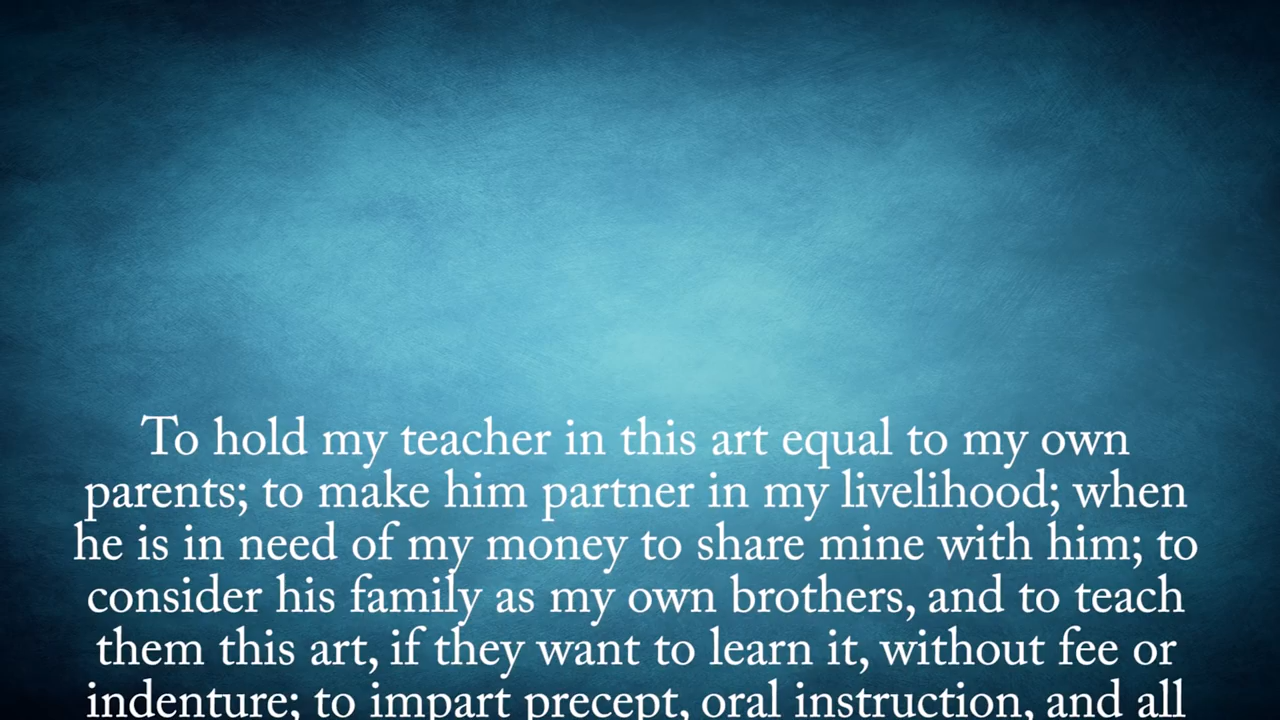 To hold my teacher in this art equal to my own
parents; to make him partner in my livelihood; when
he is in need of my money to share mine with him; to
consider his family as my own brothers, and to teach
them this art, if they want to learn it, without fee or
indenture; to impart precept, oral instruction, and all